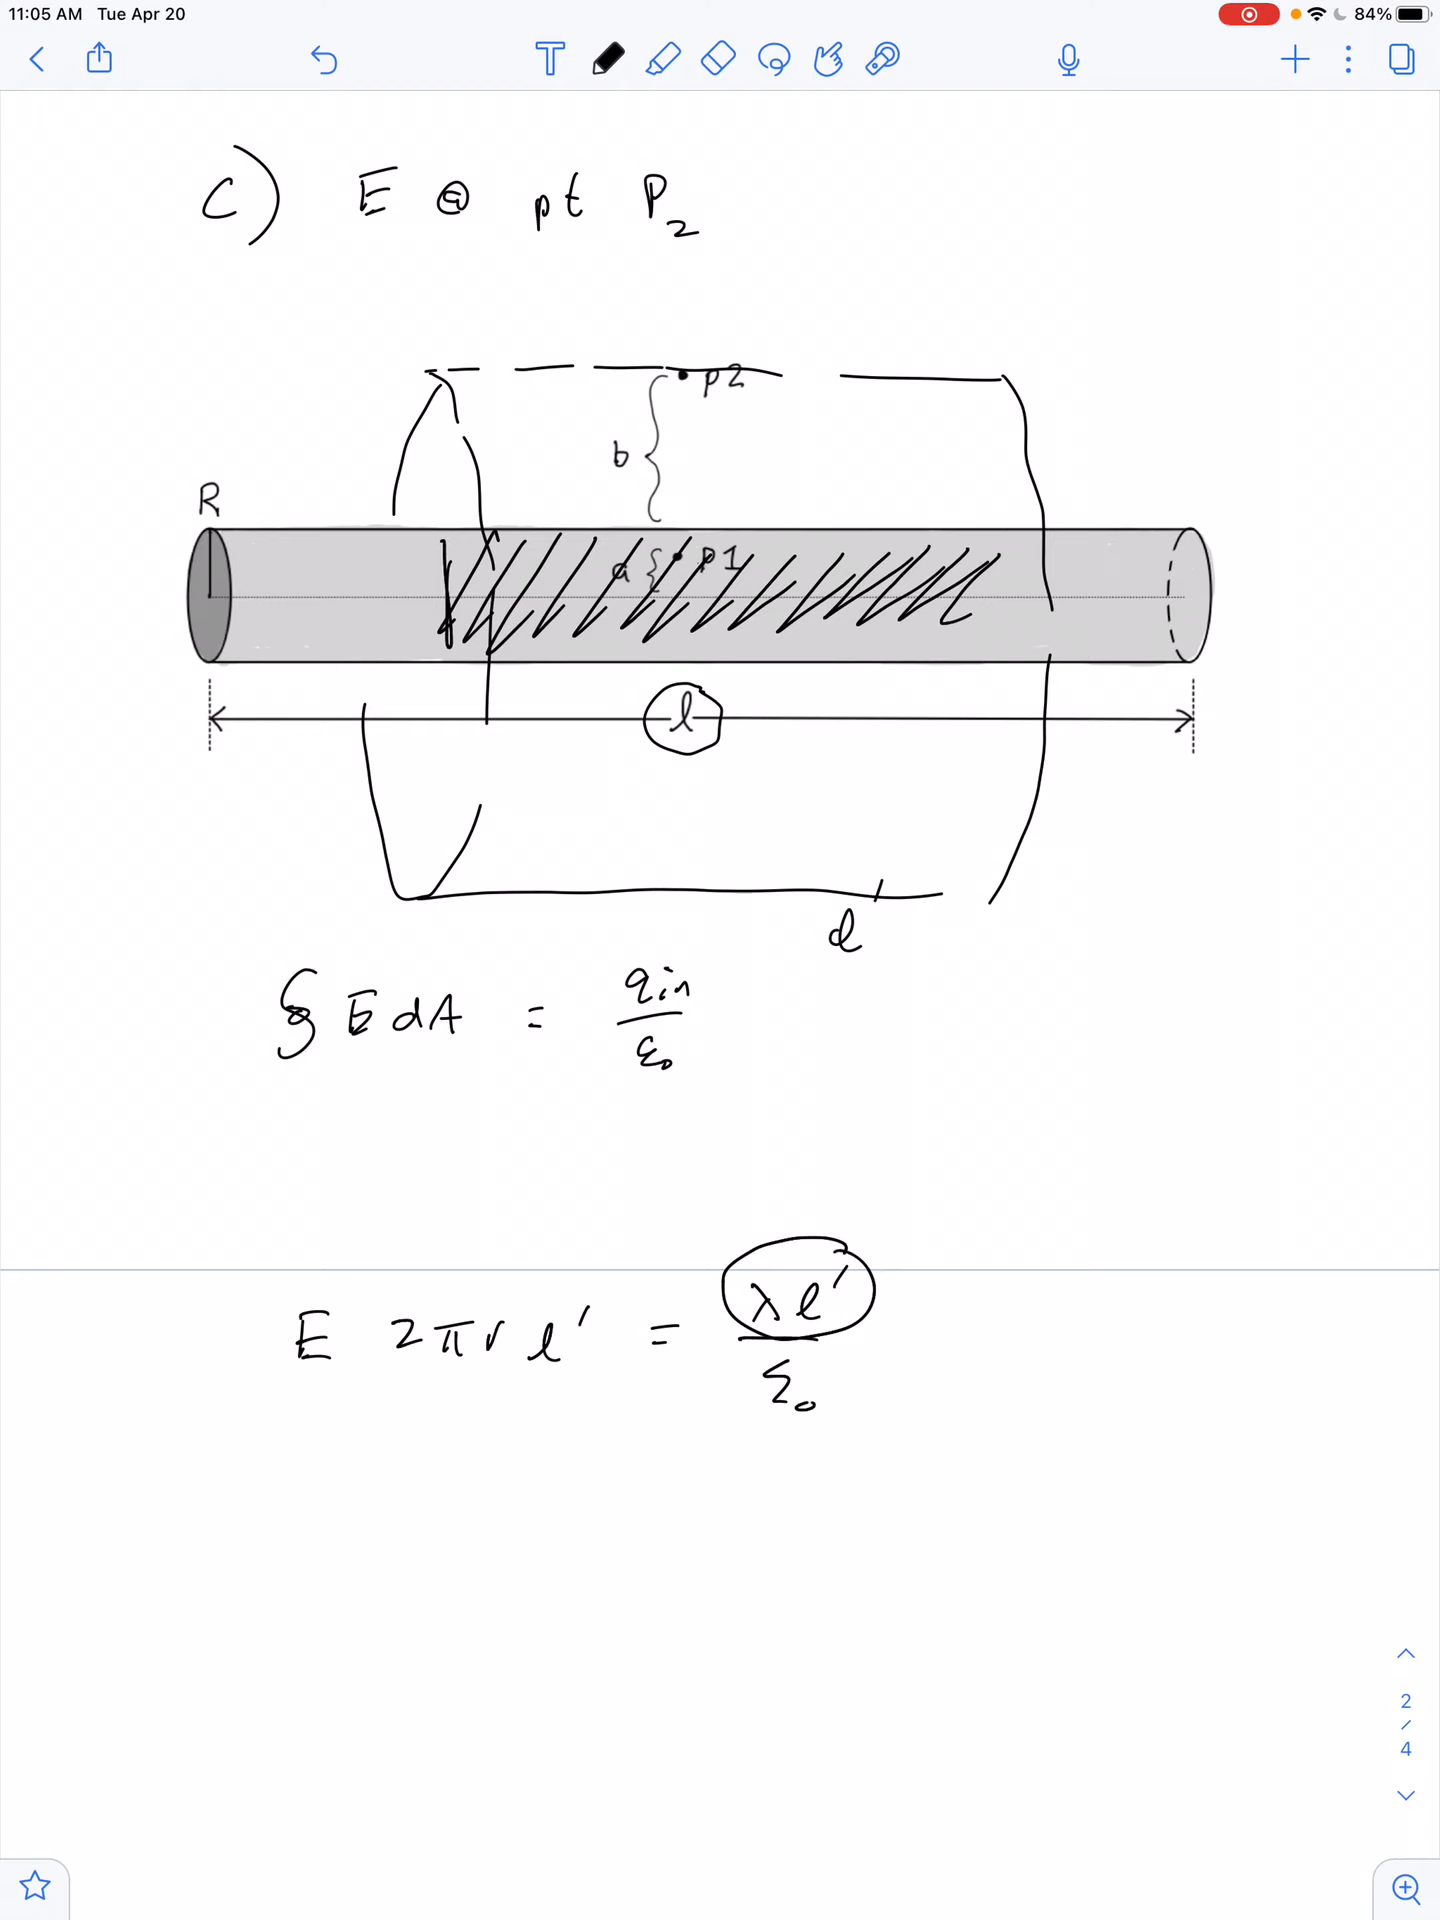 11:05 AM Tue Apr 20 84%
T
C) E @ pt P₂
p2
b
R
a p1
l
d
∮ E dA = qin / ε₀
E 2πr l' = λl' / ε₀
2
/
4